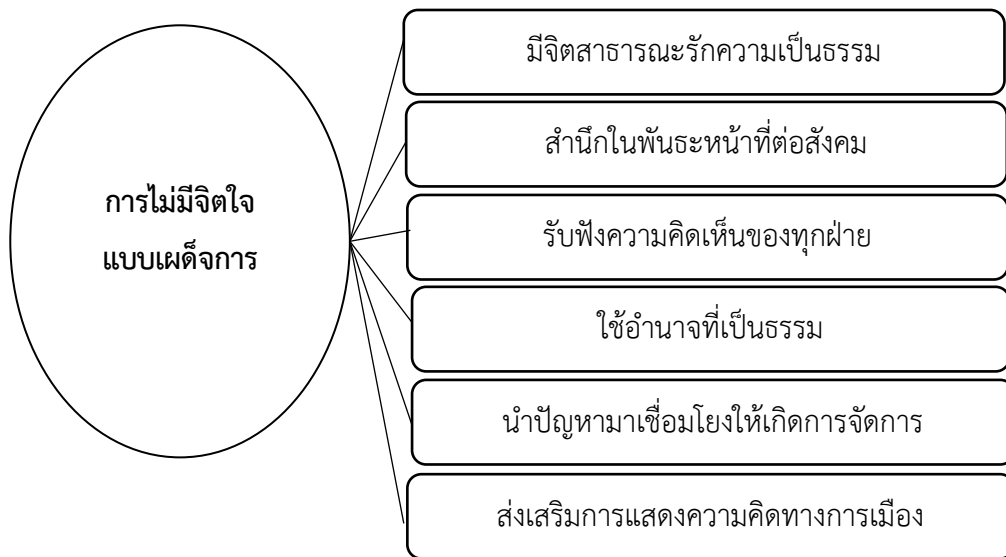 การไม่มีจิตใจ
แบบเผด็จการ
มีจิตสาธารณะรักความเป็นธรรม
สำนึกในพันธะหน้าที่ต่อสังคม
รับฟังความคิดเห็นของทุกฝ่าย
ใช้อำนาจที่เป็นธรรม
นำปัญหามาเชื่อมโยงให้เกิดการจัดการ
ส่งเสริมการแสดงความคิดทางการเมือง